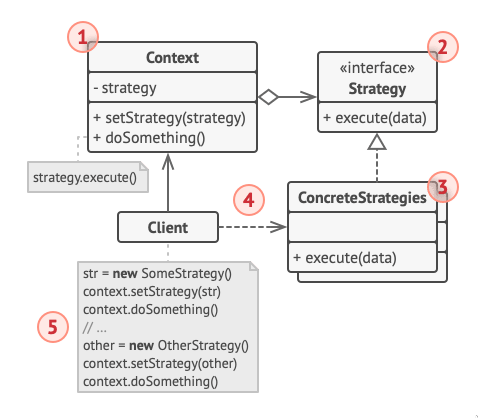 1
Context
- strategy
+ setStrategy(strategy)
+ doSomething()
strategy.execute()
2
«interface»
Strategy
+ execute(data)
3
ConcreteStrategies
+ execute(data)
4
Client
5
str = new SomeStrategy()
context.setStrategy(str)
context.doSomething()
// ...
other = new OtherStrategy()
context.setStrategy(other)
context.doSomething()